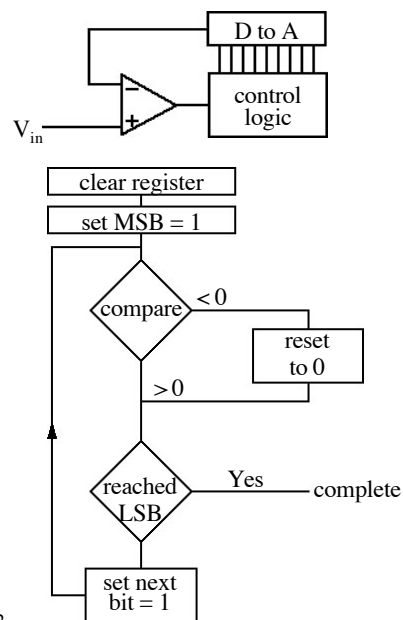 D to A
−
+
control
logic
V_in
clear register
set MSB = 1
compare
< 0
reset
to 0
> 0
reached
LSB
Yes
complete
set next
bit = 1